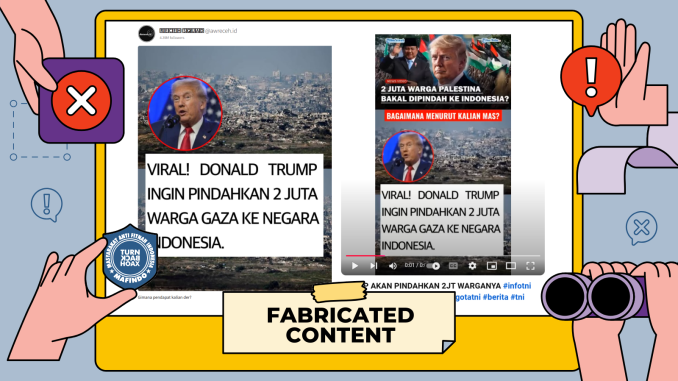 @awreceh.id
VIRAL! DONALD TRUMP
INGIN PINDAHKAN 2 JUTA
WARGA GAZA KE NEGARA
INDONESIA.
Gimana pendapat kalian der?
2 JUTA WARGA PALESTINA
BAKAL DIPINDAH KE INDONESIA?
BAGAIMANA MENURUT KALIAN MAS?
VIRAL! DONALD TRUMP
INGIN PINDAHKAN 2 JUTA
WARGA GAZA KE NEGARA
INDONESIA.
0:01
P AKAN PINDAHKAN 2JT WARGANYA #infotni
gotatni #berita #tni
MASYARAKAT ANTI FITNAH INDONESIA
TURN
BACK
HOAX
MAFINDO
FABRICATED
CONTENT